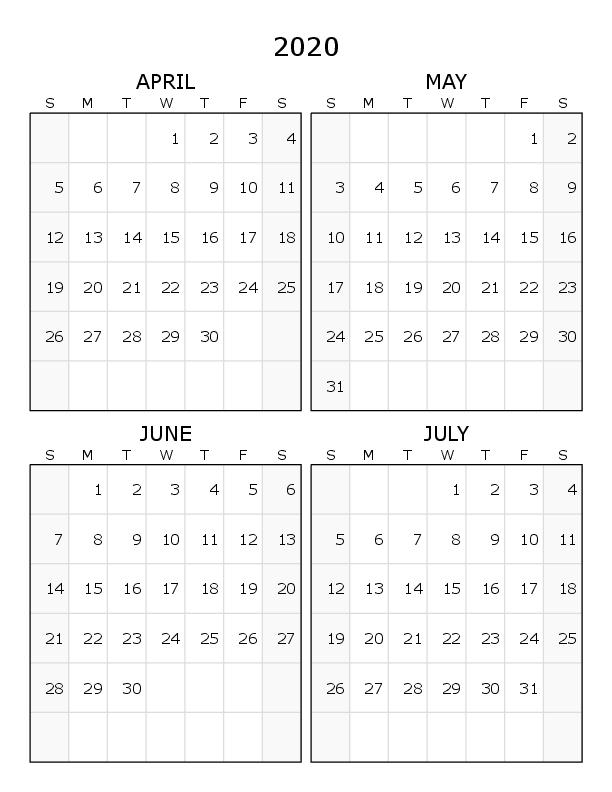 2020
APRIL
S M T W T F S
1 2 3 4
5 6 7 8 9 10 11
12 13 14 15 16 17 18
19 20 21 22 23 24 25
26 27 28 29 30
MAY
S M T W T F S
1 2
3 4 5 6 7 8 9
10 11 12 13 14 15 16
17 18 19 20 21 22 23
24 25 26 27 28 29 30
31
JUNE
S M T W T F S
1 2 3 4 5 6
7 8 9 10 11 12 13
14 15 16 17 18 19 20
21 22 23 24 25 26 27
28 29 30
JULY
S M T W T F S
1 2 3 4
5 6 7 8 9 10 11
12 13 14 15 16 17 18
19 20 21 22 23 24 25
26 27 28 29 30 31